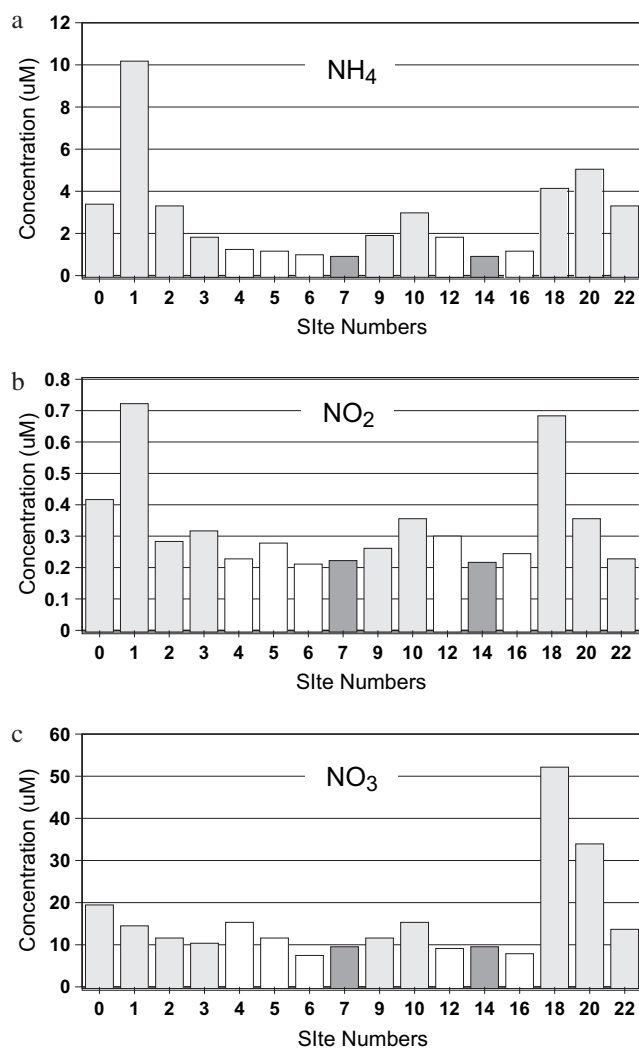 a
12
10
8
6
4
2
0
Concentration (uM)
NH4
0 1 2 3 4 5 6 7 9 10 12 14 16 18 20 22
SIte Numbers
b
0.8
0.7
0.6
0.5
0.4
0.3
0.2
0.1
0
Concentration (uM)
NO2
0 1 2 3 4 5 6 7 9 10 12 14 16 18 20 22
SIte Numbers
c
60
50
40
30
20
10
0
Concentration (uM)
NO3
0 1 2 3 4 5 6 7 9 10 12 14 16 18 20 22
SIte Numbers